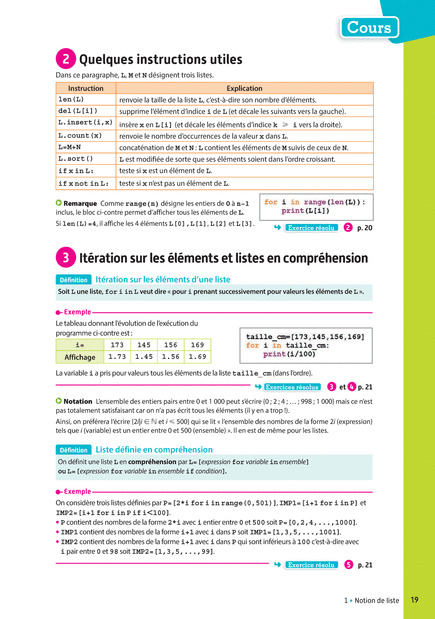 Cours
2 Quelques instructions utiles
Dans ce paragraphe, L, M et N désignent trois listes.
Instruction Explication
len(L) renvoie la taille de la liste L, c'est-à-dire son nombre d'éléments.
del(L[i]) supprime l'élément d'indice i de L (et décale les suivants vers la gauche).
L.insert(i,x) insère x en L[i] (et décale les éléments d'indice k ⩾ i vers la droite).
L.count(x) renvoie le nombre d'occurrences de la valeur x dans L.
L=M+N concaténation de M et N : L contient les éléments de M suivis de ceux de N.
L.sort() L est modifiée de sorte que ses éléments soient dans l'ordre croissant.
if x in L: teste si x est un élément de L.
if x not in L: teste si x n'est pas un élément de L.
Remarque Comme range(n) désigne les entiers de 0 à n-1
inclus, le bloc ci-contre permet d'afficher tous les éléments de L.
Si len(L)=4, il affiche les 4 éléments L[0], L[1], L[2] et L[3].
for i in range(len(L)):
print(L[i])
Exercice résolu 2 p. 20
3 Itération sur les éléments et listes en compréhension
Définition Itération sur les éléments d'une liste
Soit L une liste, for i in L veut dire « pour i prenant successivement pour valeurs les éléments de L ».
Exemple
Le tableau donnant l'évolution de l'exécution du
programme ci-contre est :
i= 173 145 156 169
Affichage 1.73 1.45 1.56 1.69
taille_cm=[173,145,156,169]
for i in taille_cm:
print(i/100)
La variable i a pris pour valeurs tous les éléments de la liste taille_cm (dans l'ordre).
Exercices résolus 3 et 4 p. 21
Notation L'ensemble des entiers pairs entre 0 et 1 000 peut s'écrire {0 ; 2 ; 4 ; … ; 998 ; 1 000} mais ce n'est
pas totalement satisfaisant car on n'a pas écrit tous les éléments (il y en a trop !).
Ainsi, on préférera l'écrire {2i/i ∈ ℕ et i ⩽ 500} qui se lit « l'ensemble des nombres de la forme 2i (expression)
tels que i (variable) est un entier entre 0 et 500 (ensemble) ». Il en est de même pour les listes.
Définition Liste définie en compréhension
On définit une liste L en compréhension par L=[expression for variable in ensemble]
ou L=[expression for variable in ensemble if condition].
Exemple
On considère trois listes définies par P=[2*i for i in range(0,501)], IMP1=[i+1 for i in P] et
IMP2=[i+1 for i in P if i<100].
• P contient des nombres de la forme 2*i avec i entier entre 0 et 500 soit P=[0,2,4,...,1000].
• IMP1 contient des nombres de la forme i+1 avec i dans P soit IMP1=[1,3,5,...,1001].
• IMP2 contient des nombres de la forme i+1 avec i dans P qui sont inférieurs à 100 c'est-à-dire avec
i pair entre 0 et 98 soit IMP2=[1,3,5,...,99].
Exercice résolu 5 p. 21
1 • Notion de liste 19